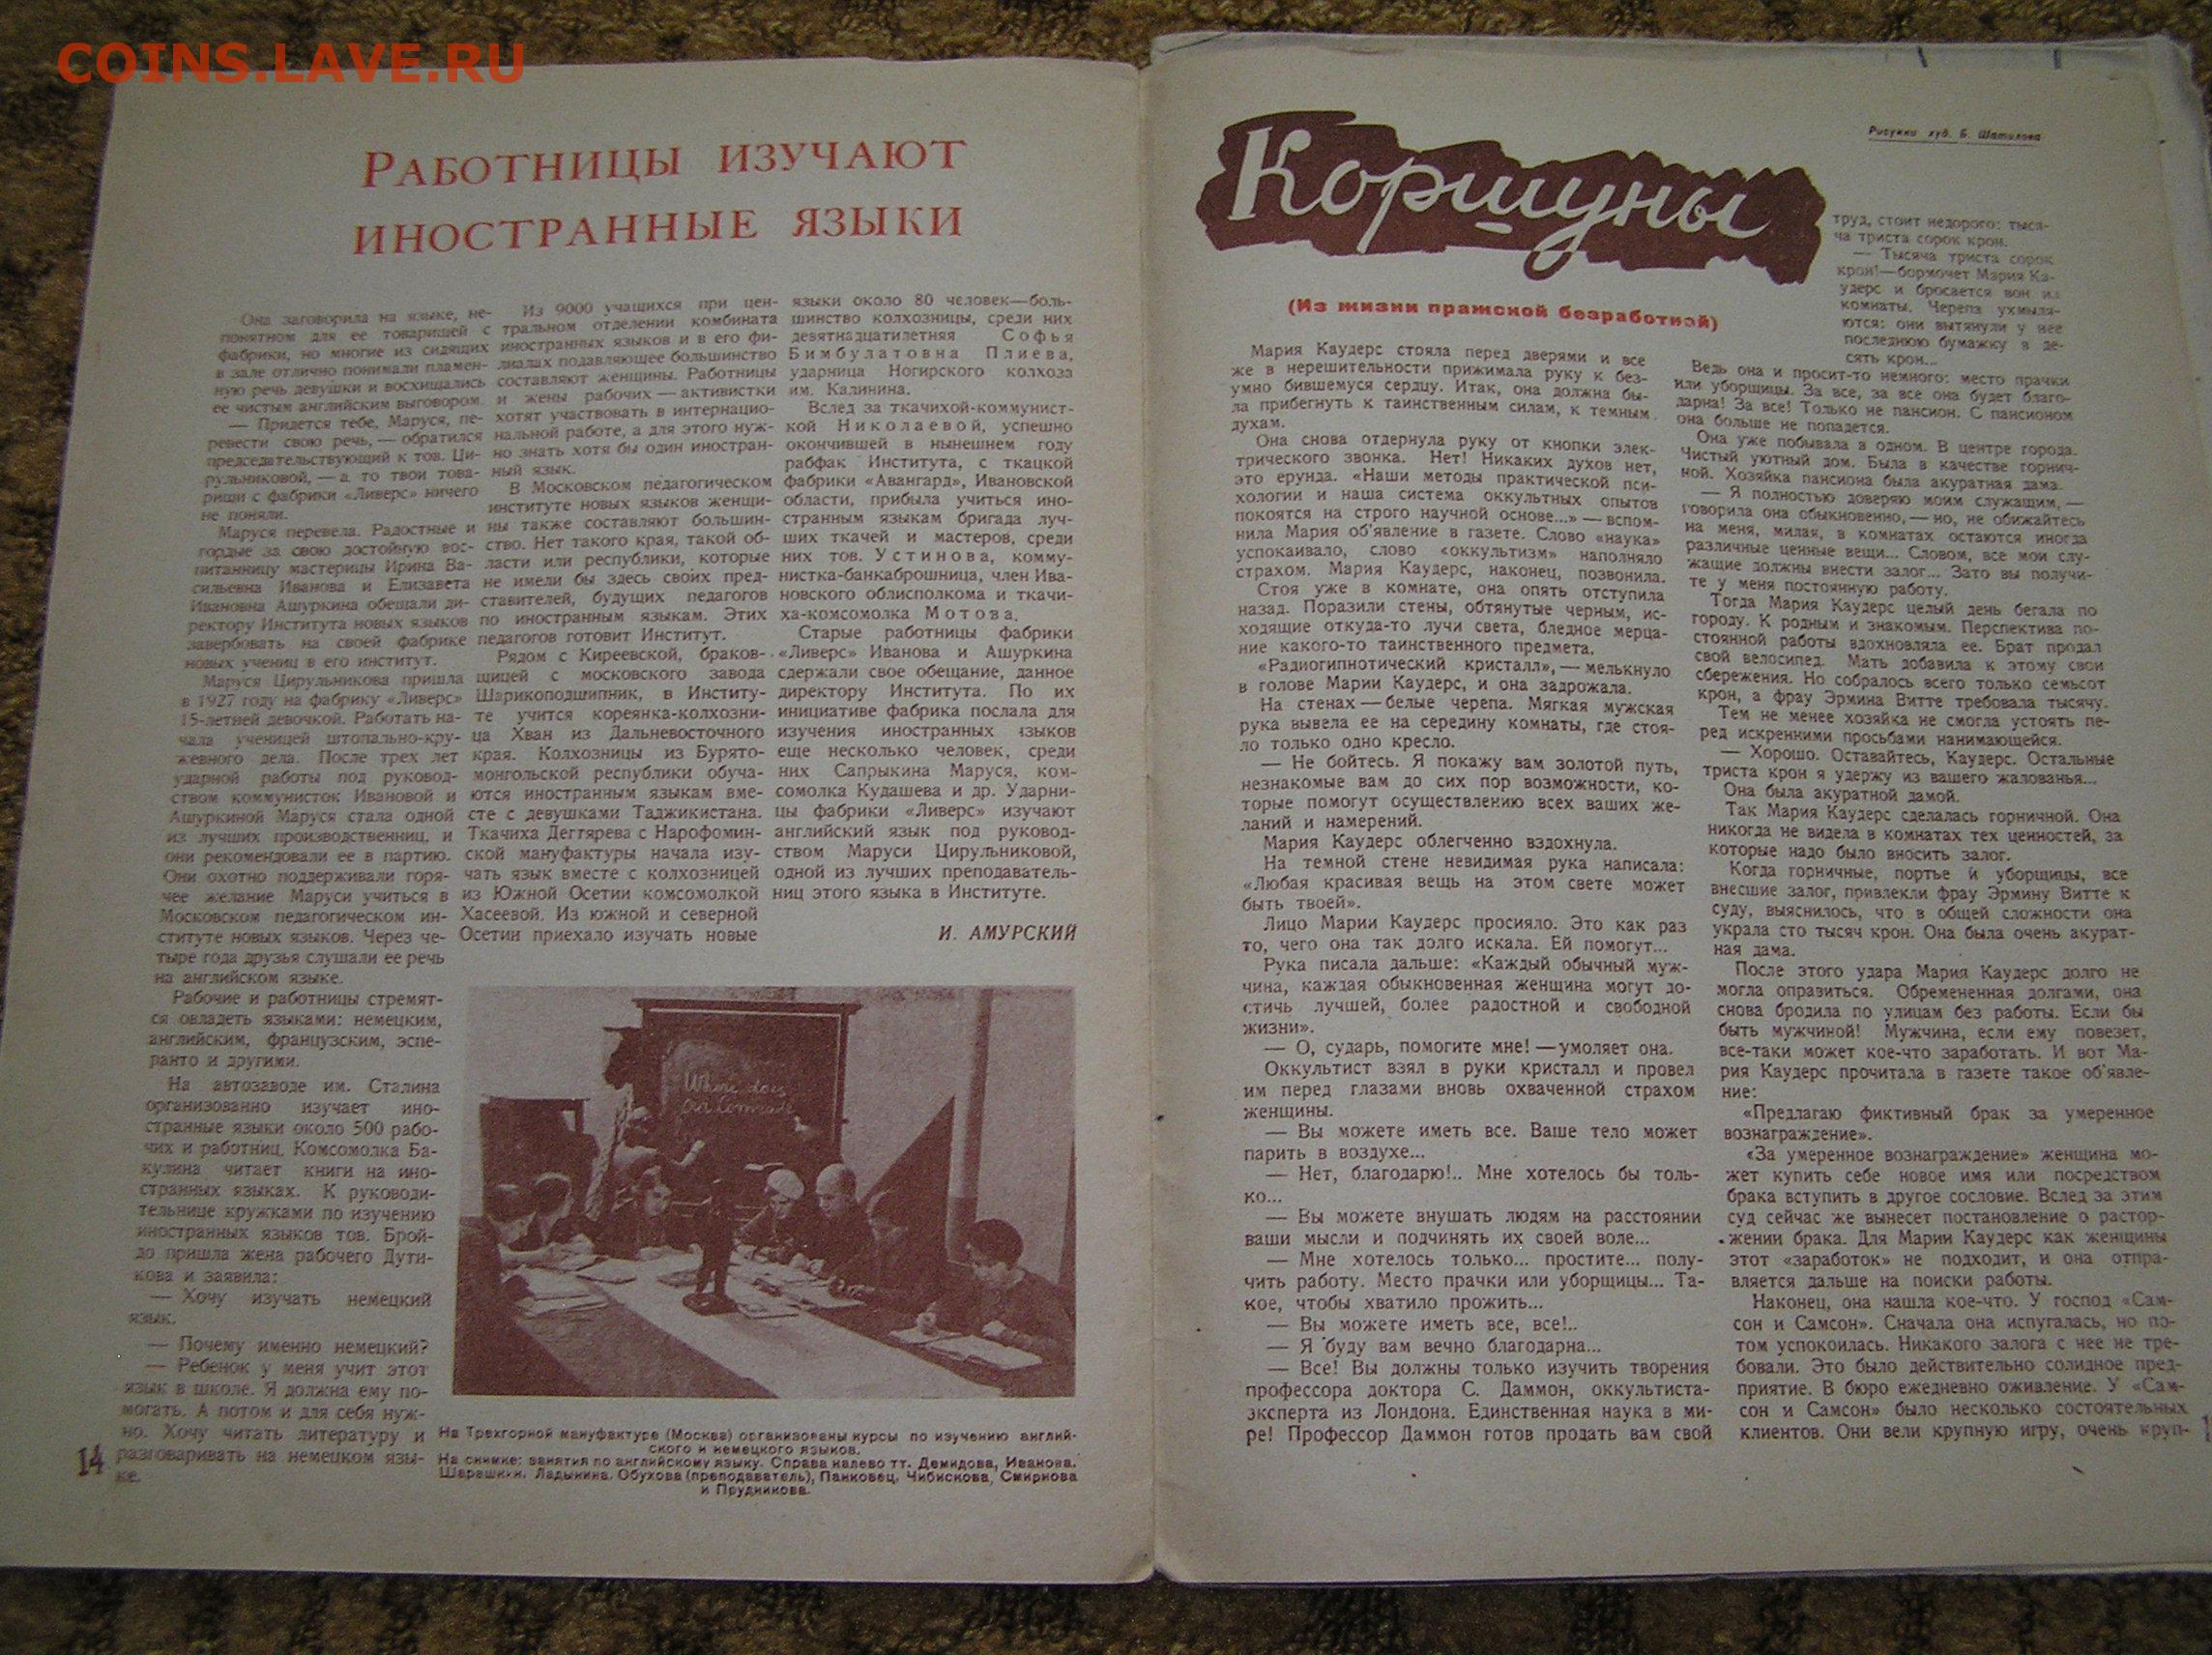 COINS.LAVE.RU
РАБОТНИЦЫ ИЗУЧАЮТ
ИНОСТРАННЫЕ ЯЗЫКИ
Она заговорила на языке, не-
понятном для ее товарищей с
фабрики, но многие из сидящих
в зале отлично понимали пламен-
ную речь девушки и восхищались
ее чистым английским выговором.
— Придется тебе, Маруся, пе-
ревести свою речь, — обратился
председательствующий к тов. Ци-
рульниковой, — а то твои това-
рищи с фабрики «Ливерс» ничего
не поняли.
Маруся перевела. Радостные и
гордые за свою достойную вос-
питанницу мастерицы Ирина Ва-
сильевна Иванова и Елизавета
Ивановна Ашуркина обещали ди-
ректору Института новых языков
завербовать на своей фабрике
новых учениц в его институт.
Маруся Цирульникова пришла
в 1927 году на фабрику «Ливерс»
15-летней девочкой. Работать на-
чала ученицей штопально-кру-
жевного дела. После трех лет
ударной работы под руковод-
ством коммунисток Ивановой и
Ашуркиной Маруся стала одной
из лучших производственниц, и
они рекомендовали ее в партию.
Они охотно поддерживали горя-
чее желание Маруси учиться в
Московском педагогическом ин-
ституте новых языков. Через че-
тыре года друзья слушали ее речь
на английском языке.
Рабочие и работницы стремят-
ся овладеть языками: немецким,
английским, французским, эспе-
ранто и другими.
На автозаводе им. Сталина
организованно изучает ино-
странные языки около 500 рабо-
чих и работниц. Комсомолка Ба-
кулина читает книги на ино-
странных языках. К руководи-
тельнице кружками по изучению
иностранных языков тов. Брой-
до пришла жена рабочего Дути-
кова и заявила:
— Хочу изучать немецкий
язык.
— Почему именно немецкий?
— Ребенок у меня учит этот
язык в школе. Я должна ему по-
могать. А потом и для себя нуж-
но. Хочу читать литературу и
разговаривать на немецком язы-
ке.
14
Из 9000 учащихся при цен-
тральном отделении комбината
иностранных языков и в его фи-
лиалах подавляющее большинство
составляют женщины. Работницы
и жены рабочих — активистки
хотят участвовать в интернацио-
нальной работе, а для этого нуж-
но знать хотя бы один иностран-
ный язык.
В Московском педагогическом
институте новых языков женщи-
ны также составляют большин-
ство. Нет такого края, такой об-
ласти или республики, которые
не имели бы здесь своих пред-
ставителей, будущих педагогов
по иностранным языкам. Этих
педагогов готовит Институт.
Рядом с Киреевской, браков-
щицей с московского завода
Шарикоподшипник, в Институ-
те учится кореянка-колхозни-
ца Хван из Дальневосточного
края. Колхозницы из Бурято-
монгольской республики обуча-
ются иностранным языкам вме-
сте с девушками Таджикистана.
Ткачиха Дегтярева с Нарофомин-
ской мануфактуры начала изу-
чать язык вместе с колхозницей
из Южной Осетии комсомолкой
Хасеевой. Из южной и северной
Осетии приехало изучать новые
языки около 80 человек—боль-
шинство колхозницы, среди них
девятнадцатилетняя Софья
Бимбулатовна Плиева,
ударница Ногирского колхоза
им. Калинина.
Вслед за ткачихой-коммунист-
кой Николаевой, успешно
окончившей в нынешнем году
рабфак Института, с ткацкой
фабрики «Авангард», Ивановской
области, прибыла учиться ино-
странным языкам бригада луч-
ших ткачей и мастеров, среди
них тов. Устинова, комму-
нистка-банкаброшница, член Ива-
новского облисполкома и ткачи-
ха-комсомолка Мотова.
Старые работницы фабрики
«Ливерс» Иванова и Ашуркина
сдержали свое обещание, данное
директору Института. По их
инициативе фабрика послала для
изучения иностранных языков
еще несколько человек, среди
них Сапрыкина Маруся, ком-
сомолка Кудашева и др. Ударни-
цы фабрики «Ливерс» изучают
английский язык под руковод-
ством Маруси Цирульниковой,
одной из лучших преподаватель-
ниц этого языка в Институте.
И. АМУРСКИЙ
Where does
our Comrade
На Трехгорной мануфактуре (Москва) организованы курсы по изучению англий-
ского и немецкого языков.
На снимке: занятия по английскому языку. Справа налево тт. Демидова, Иванова,
Ладынина, Обухова (преподаватель), Панковец, Чибискова, Смирнова
и Прудникова.
Коршуны
Рисунки худ. Б. Шатилова
(Из жизни пражской безработной)
Мария Каудерс стояла перед дверями и все
же в нерешительности прижимала руку к без-
умно бившемуся сердцу. Итак, она должна бы-
ла прибегнуть к таинственным силам, к темным
духам.
Она снова отдернула руку от кнопки элек-
трического звонка. Нет! Никаких духов нет,
это ерунда. «Наши методы практической пси-
хологии и наша система оккультных опытов
покоятся на строго научной основе...» — вспом-
нила Мария об'явление в газете. Слово «наука»
успокаивало, слово «оккультизм» наполняло
страхом. Мария Каудерс, наконец, позвонила.
Стоя уже в комнате, она опять отступила
назад. Поразили стены, обтянутые черным, ис-
ходящие откуда-то лучи света, бледное мерца-
ние какого-то таинственного предмета.
«Радиогипнотический кристалл», — мелькнуло
в голове Марии Каудерс, и она задрожала.
На стенах — белые черепа. Мягкая мужская
рука вывела ее на середину комнаты, где стоя-
ло только одно кресло.
— Не бойтесь. Я покажу вам золотой путь,
незнакомые вам до сих пор возможности, ко-
торые помогут осуществлению всех ваших же-
ланий и намерений.
Мария Каудерс облегченно вздохнула.
На темной стене невидимая рука написала:
«Любая красивая вещь на этом свете может
быть твоей».
Лицо Марии Каудерс просияло. Это как раз
то, чего она так долго искала. Ей помогут...
Рука писала дальше: «Каждый обычный муж-
чина, каждая обыкновенная женщина могут до-
стичь лучшей, более радостной и свободной
жизни».
— О, сударь, помогите мне! — умоляет она.
Оккультист взял в руки кристалл и провел
им перед глазами вновь охваченной страхом
женщины.
— Вы можете иметь все. Ваше тело может
парить в воздухе...
— Нет, благодарю!.. Мне хотелось бы толь-
ко...
— Вы можете внушать людям на расстоянии
ваши мысли и подчинять их своей воле...
— Мне хотелось только... простите... полу-
чить работу. Место прачки или уборщицы... Та-
кое, чтобы хватило прожить...
— Вы можете иметь все, все!..
— Я буду вам вечно благодарна...
— Все! Вы должны только изучить творения
профессора доктора С. Даммон, оккультиста-
эксперта из Лондона. Единственная наука в ми-
ре! Профессор Даммон готов продать вам свой
труд, стоит недорого: тыся-
ча триста сорок крон.
— Тысяча триста сорок
крон!—бормочет Мария Ка-
удерс и бросается вон из
комнаты. Черепа ухмыля-
ются: они вытянули у нее
последнюю бумажку в де-
сять крон...
Ведь она и просит-то немного: место прачки
или уборщицы. За все, за все она будет благо-
дарна! За все! Только не пансион. С пансионом
она больше не попадется.
Она уже побывала в одном. В центре города.
Чистый уютный дом. Была в качестве горнич-
ной. Хозяйка пансиона была акуратная дама.
— Я полностью доверяю моим служащим, —
говорила она обыкновенно, — но, не обижайтесь
на меня, милая, в комнатах остаются иногда
различные ценные вещи... Словом, все мои слу-
жащие должны внести залог... Зато вы получи-
те у меня постоянную работу.
Тогда Мария Каудерс целый день бегала по
городу. К родным и знакомым. Перспектива по-
стоянной работы вдохновляла ее. Брат продал
свой велосипед. Мать добавила к этому свои
сбережения. Но собралось всего только семьсот
крон, а фрау Эрмина Витте требовала тысячу.
Тем не менее хозяйка не смогла устоять пе-
ред искренними просьбами нанимающейся.
— Хорошо. Оставайтесь, Каудерс. Остальные
триста крон я удержу из вашего жалованья...
Она была акуратной дамой.
Так Мария Каудерс сделалась горничной. Она
никогда не видела в комнатах тех ценностей, за
которые надо было вносить залог.
Когда горничные, портье и уборщицы, все
внесшие залог, привлекли фрау Эрмину Витте к
суду, выяснилось, что в общей сложности она
украла сто тысяч крон. Она была очень акурат-
ная дама.
После этого удара Мария Каудерс долго не
могла оправиться. Обремененная долгами, она
снова бродила по улицам без работы. Если бы
быть мужчиной! Мужчина, если ему повезет,
все-таки может кое-что заработать. И вот Ма-
рия Каудерс прочитала в газете такое об'явле-
ние:
«Предлагаю фиктивный брак за умеренное
вознаграждение».
«За умеренное вознаграждение» женщина мо-
жет купить себе новое имя или посредством
брака вступить в другое сословие. Вслед за этим
суд сейчас же вынесет постановление о растор-
жении брака. Для Марии Каудерс как женщины
этот «заработок» не подходит, и она отпра-
вляется дальше на поиски работы.
Наконец, она нашла кое-что. У господ «Сам-
сон и Самсон». Сначала она испугалась, но по-
том успокоилась. Никакого залога с нее не тре-
бовали. Это было действительно солидное пред-
приятие. В бюро ежедневно оживление. У «Сам-
сон и Самсон» было несколько состоятельных
клиентов. Они вели крупную игру, очень круп-